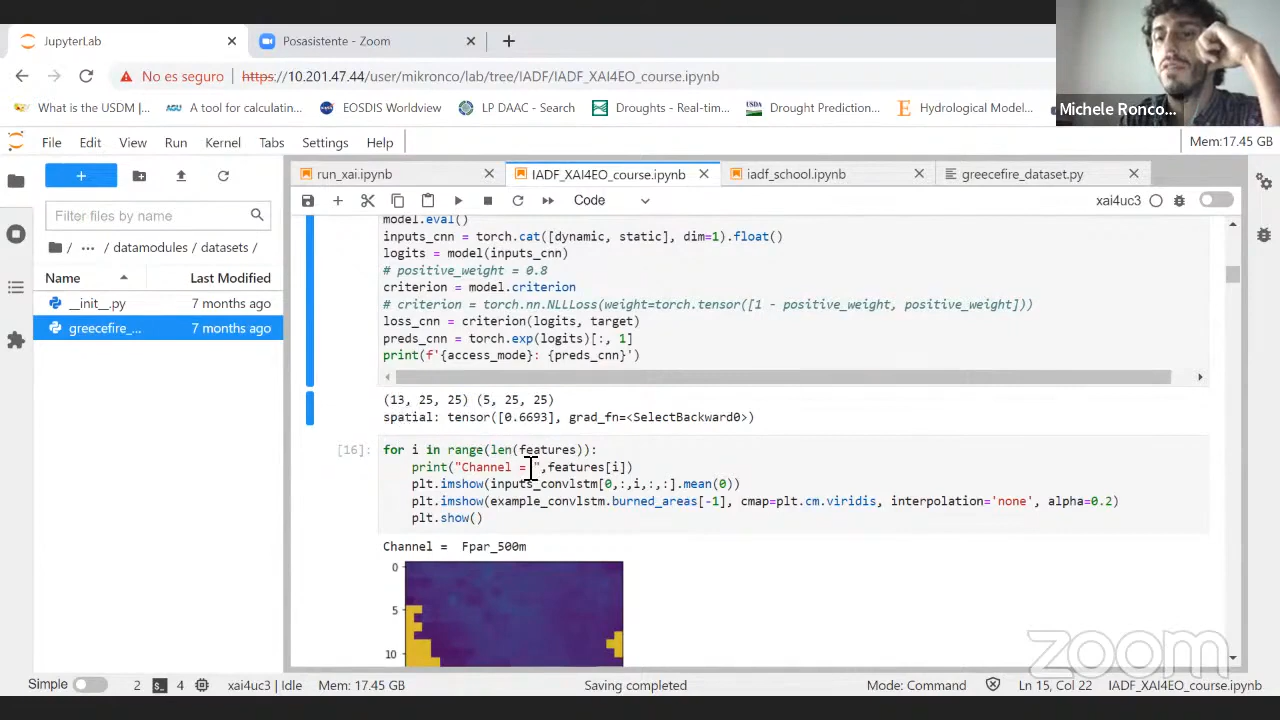 JupyterLab
Posasistente - Zoom
No es seguro
https://10.201.47.44/user/mikronco/lab/tree/IADF/IADF_XAI4EO_course.ipynb
What is the USDM |...
AGU
A tool for calculatin...
EOSDIS Worldview
LP DAAC - Search
Droughts - Real-tim...
USDA
Drought Prediction...
Hydrological Model...
Michele Ronco...
File
Edit
View
Run
Kernel
Tabs
Settings
Help
Mem:17.45 GB
run_xai.ipynb
IADF_XAI4EO_course.ipynb
iadf_school.ipynb
greecefire_dataset.py
Code
xai4uc3
Filter files by name
/ ... / datamodules / datasets /
Name
Last Modified
__init__.py
7 months ago
greecefire_...
7 months ago
model.eval()
inputs_cnn = torch.cat([dynamic, static], dim=1).float()
logits = model(inputs_cnn)
# positive_weight = 0.8
criterion = model.criterion
# criterion = torch.nn.NLLLoss(weight=torch.tensor([1 - positive_weight, positive_weight]))
loss_cnn = criterion(logits, target)
preds_cnn = torch.exp(logits)[:, 1]
print(f'{access_mode}: {preds_cnn}')
(13, 25, 25) (5, 25, 25)
spatial: tensor([0.6693], grad_fn=<SelectBackward0>)
[16]:
for i in range(len(features)):
print("Channel = ",features[i])
plt.imshow(inputs_convlstm[0,:,i,:,:].mean(0))
plt.imshow(example_convlstm.burned_areas[-1], cmap=plt.cm.viridis, interpolation='none', alpha=0.2)
plt.show()
Channel =  Fpar_500m
0
5
10
zoom
Simple
2
4
xai4uc3 | Idle
Mem: 17.45 GB
Saving completed
Mode: Command
Ln 15, Col 22
IADF_XAI4EO_course.ipynb